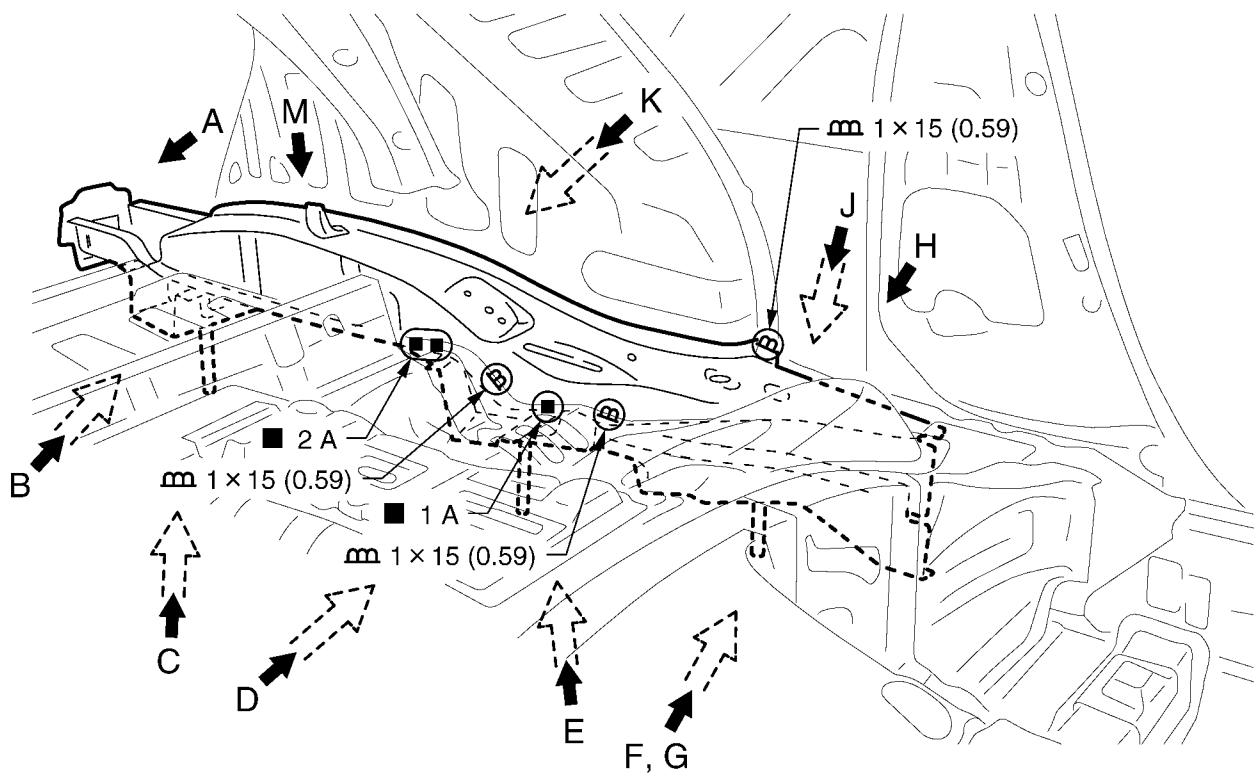 A
M
K
1 × 15 (0.59)
J
H
B
■ 2 A
1 × 15 (0.59)
■ 1 A
1 × 15 (0.59)
C
D
E
F, G